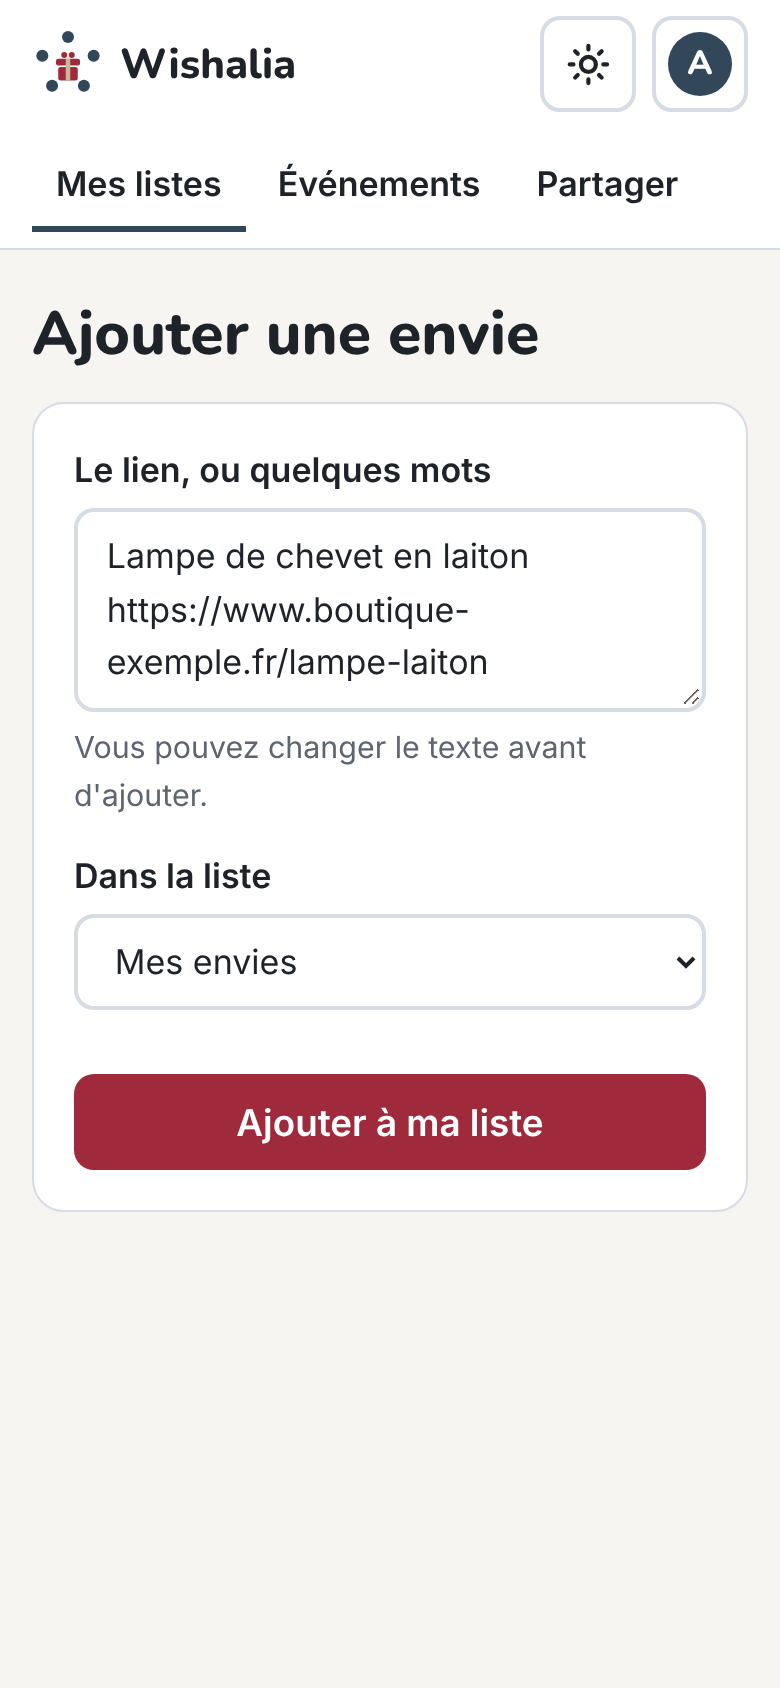 Wishalia
A
Mes listes
Événements
Partager
Ajouter une envie
Le lien, ou quelques mots
Lampe de chevet en laiton
https://www.boutique-
exemple.fr/lampe-laiton
Vous pouvez changer le texte avant
d'ajouter.
Dans la liste
Mes envies
Ajouter à ma liste